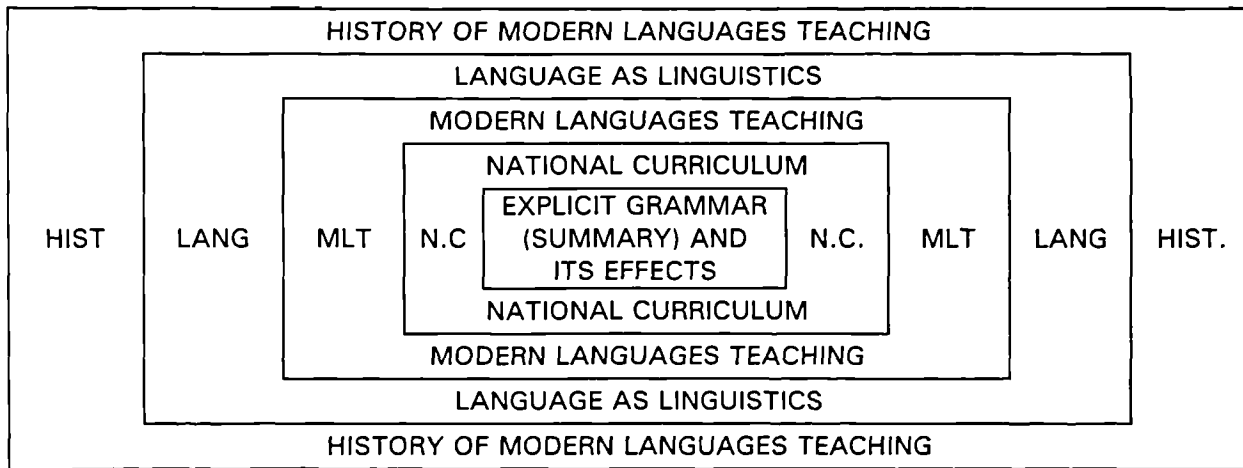 HISTORY OF MODERN LANGUAGES TEACHING
LANGUAGE AS LINGUISTICS
MODERN LANGUAGES TEACHING
NATIONAL CURRICULUM
EXPLICIT GRAMMAR
HIST LANG MLT N.C (SUMMARY) AND N.C. MLT LANG HIST.
ITS EFFECTS
NATIONAL CURRICULUM
MODERN LANGUAGES TEACHING
LANGUAGE AS LINGUISTICS
HISTORY OF MODERN LANGUAGES TEACHING